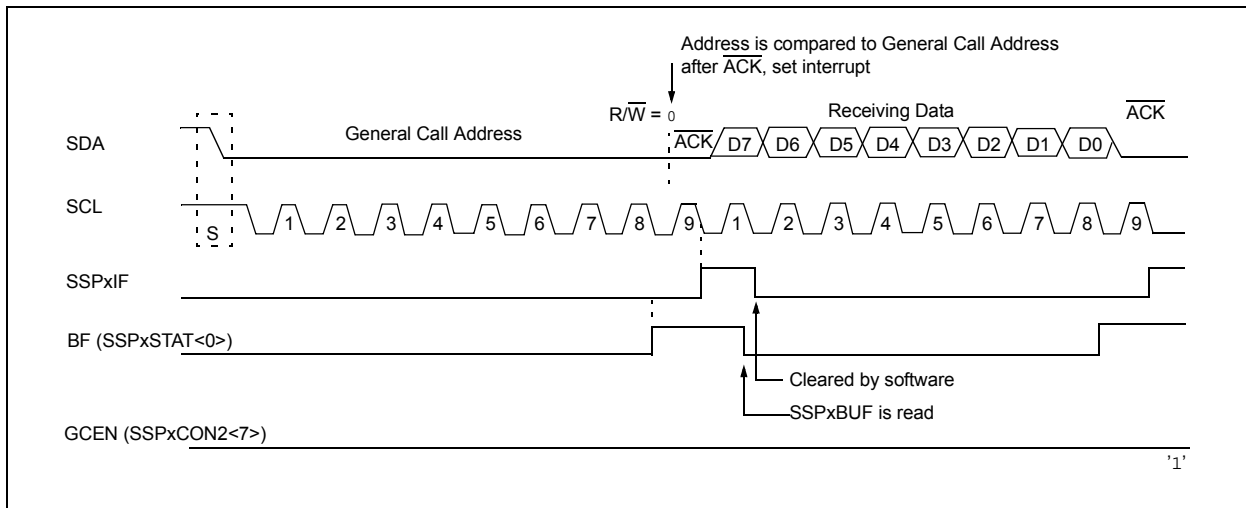 Address is compared to General Call Address
after ACK, set interrupt
R/W = 0
General Call Address
Receiving Data
ACK
SDA
ACK
D7 D6 D5 D4 D3 D2 D1 D0
SCL
S
1 2 3 4 5 6 7 8 9 1 2 3 4 5 6 7 8 9
SSPxIF
BF (SSPxSTAT<0>)
Cleared by software
SSPxBUF is read
GCEN (SSPxCON2<7>)
'1'